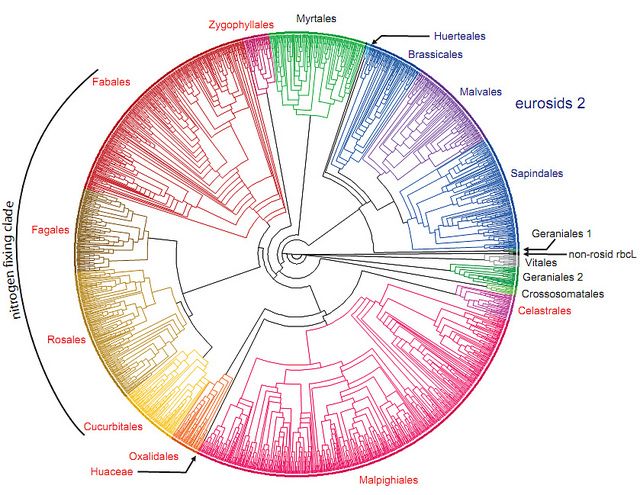 Myrtales
Zygophyllales
Huerteales
Brassicales
Fabales
Malvales
eurosids 2
Sapindales
nitrogen fixing clade
Fagales
Geraniales 1
non-rosid rbcL
Vitales
Geraniales 2
Crossosomatales
Celastrales
Rosales
Cucurbitales
Oxalidales
Huaceae
Malpighiales